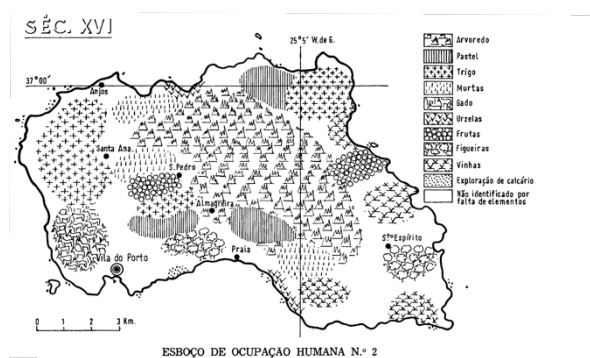 SÉC. XVI
25° 5' W. de G.
37° 00'
Anjos
Santa Ana.
S. Pedro
Almagreira
Vila do Porto
Praia
Sto Espírito
Arvoredo
Pastel
Trigo
Mortas
Gado
Urzelas
Frutas
Figueiras
Vinhas
Exploração de calcário
Não identificado por
falta de elementos
0 1 2 3 Km.
ESBOÇO DE OCUPAÇÃO HUMANA N.º 2